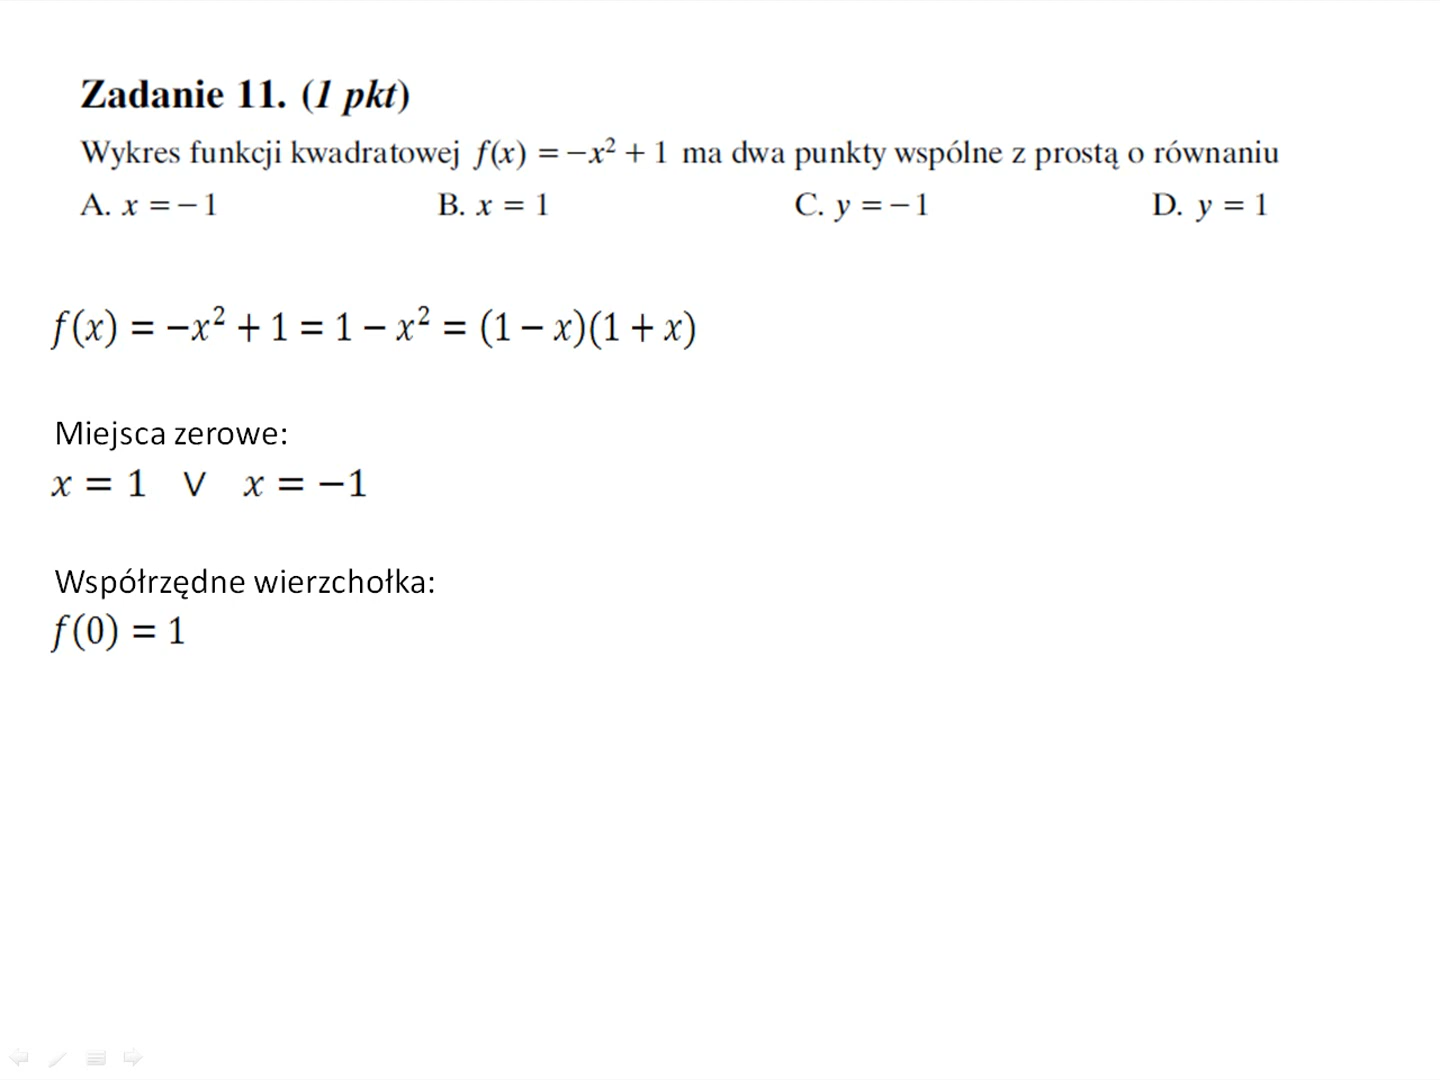 Zadanie 11. (1 pkt)
Wykres funkcji kwadratowej f(x) = −x² + 1 ma dwa punkty wspólne z prostą o równaniu
A. x = −1 B. x = 1 C. y = −1 D. y = 1
f(x) = −x² + 1 = 1 − x² = (1 − x)(1 + x)
Miejsca zerowe:
x = 1 ∨ x = −1
Współrzędne wierzchołka:
f(0) = 1